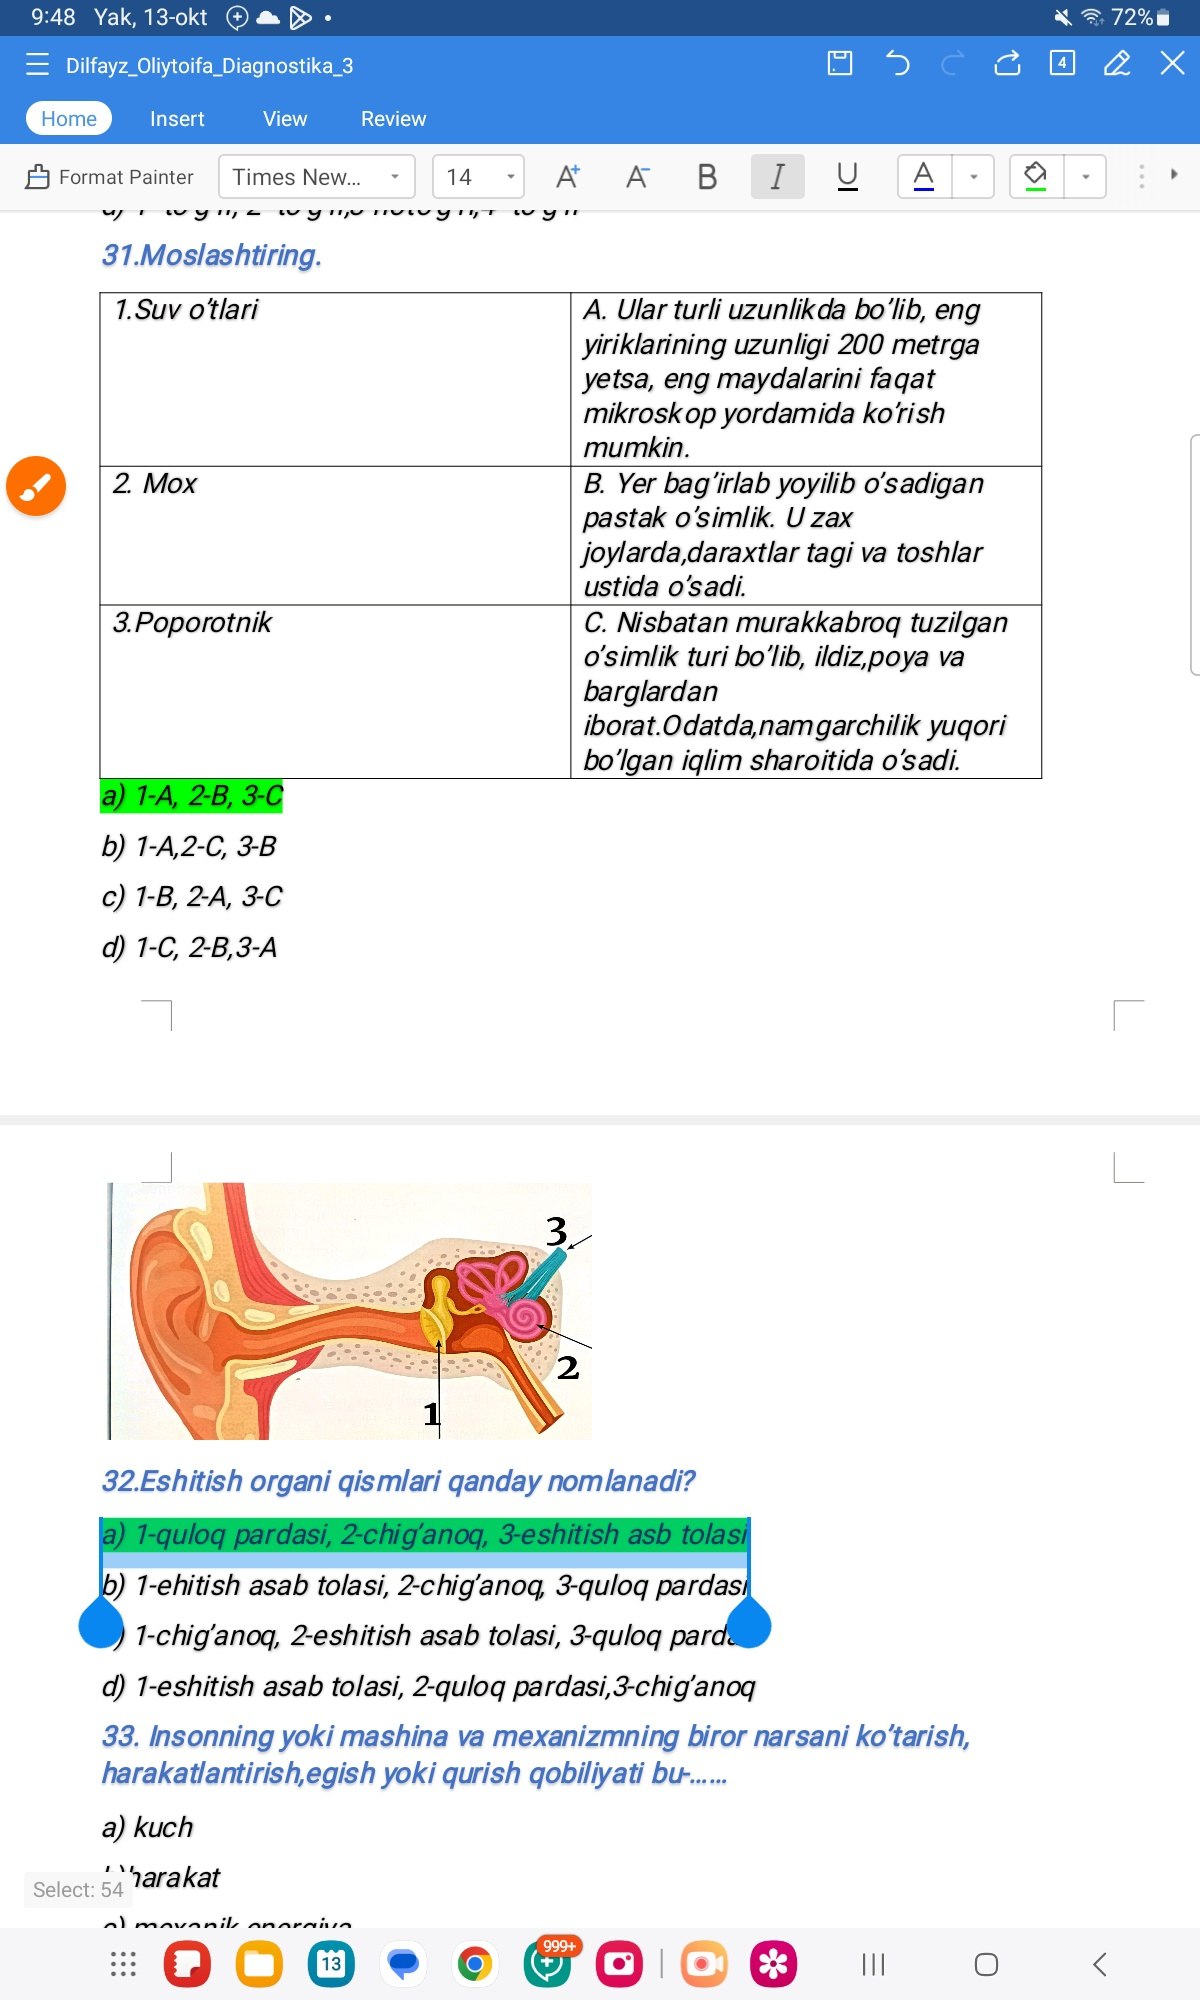 9:48 Yak, 13-okt
72%
Dilfayz_Oliytoifa_Diagnostika_3
4
Home Insert View Review
Format Painter Times New... 14 A+ A- B I U A
31.Moslashtiring.
1.Suv o'tlari
A. Ular turli uzunlikda bo'lib, eng
yiriklarining uzunligi 200 metrga
yetsa, eng maydalarini faqat
mikroskop yordamida ko'rish
mumkin.
2. Mox
B. Yer bag'irlab yoyilib o'sadigan
pastak o'simlik. U zax
joylarda,daraxtlar tagi va toshlar
ustida o'sadi.
3.Poporotnik
C. Nisbatan murakkabroq tuzilgan
o'simlik turi bo'lib, ildiz,poya va
barglardan
iborat.Odatda,namgarchilik yuqori
bo'lgan iqlim sharoitida o'sadi.
a) 1-A, 2-B, 3-C
b) 1-A,2-C, 3-B
c) 1-B, 2-A, 3-C
d) 1-C, 2-B,3-A
3
2
1
32.Eshitish organi qismlari qanday nomlanadi?
a) 1-quloq pardasi, 2-chig'anoq, 3-eshitish asb tolasi
b) 1-ehitish asab tolasi, 2-chig'anoq, 3-quloq pardasi
) 1-chig'anoq, 2-eshitish asab tolasi, 3-quloq parda
d) 1-eshitish asab tolasi, 2-quloq pardasi,3-chig'anoq
33. Insonning yoki mashina va mexanizmning biror narsani ko'tarish,
harakatlantirish,egish yoki qurish qobiliyati bu-......
a) kuch
harakat
Select: 54
c) mexanik energiya
999+
13